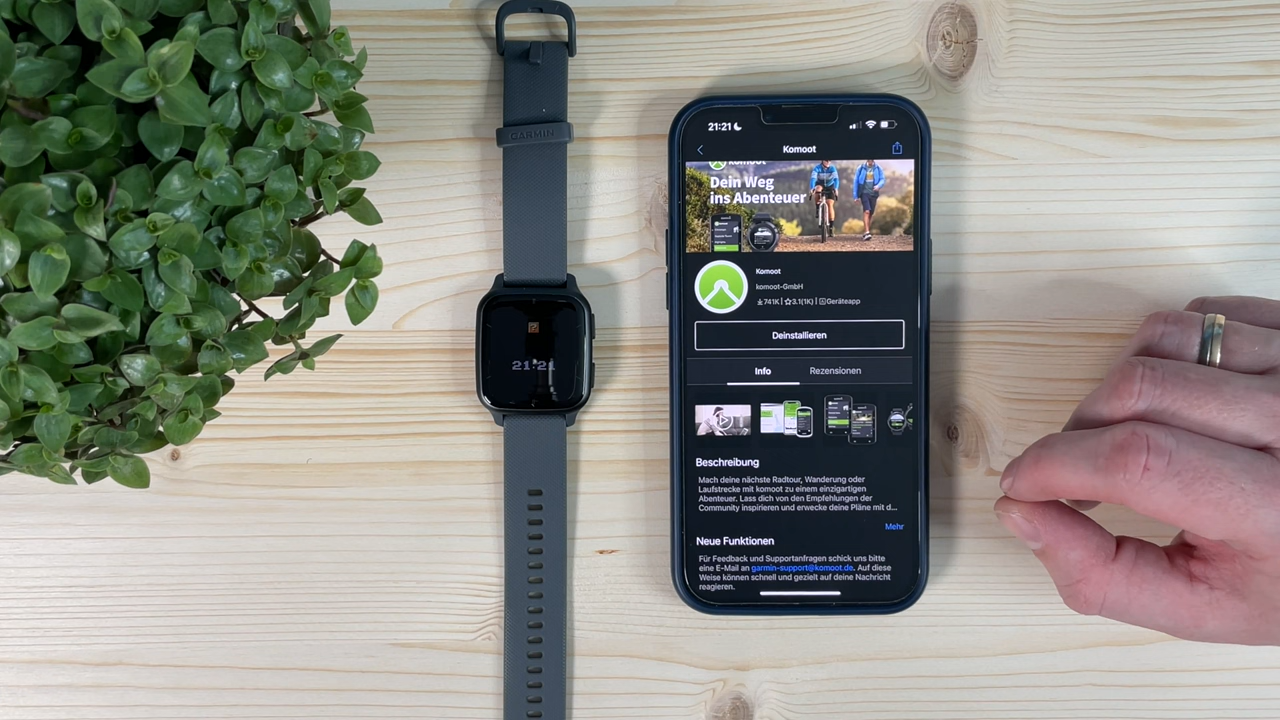 GARMIN
21:21
21:21
Komoot
komoot
Dein Weg
ins Abenteuer
Komoot
komoot-GmbH
741K | 3.1(1K) | Geräteapp
Deinstallieren
Info Rezensionen
Beschreibung
Mach deine nächste Radtour, Wanderung oder
Laufstrecke mit komoot zu einem einzigartigen
Abenteuer. Lass dich von den Empfehlungen der
Community inspirieren und erwecke deine Pläne mit d...
Mehr
Neue Funktionen
Für Feedback und Supportanfragen schick uns bitte
eine E-Mail an garmin-support@komoot.de. Auf diese
Weise können schnell und gezielt auf deine Nachricht
reagieren.